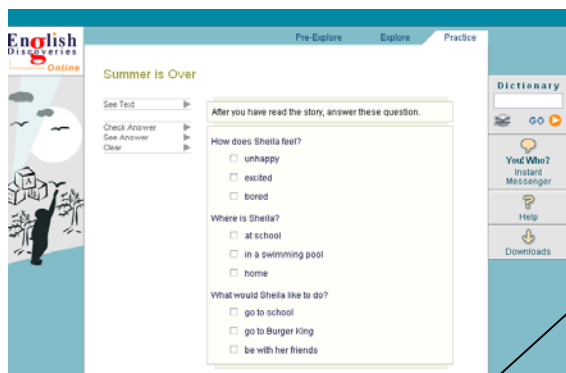 English
Discoveries
Online
Pre-Explore
Explore
Practice
Summer is Over
See Text
Check Answer
See Answer
Clear
After you have read the story, answer these question.
How does Sheila feel?
unhappy
excited
bored
Where is Sheila?
at school
in a swimming pool
home
What would Sheila like to do?
go to school
go to Burger King
be with her friends
Dictionary
GO
You! Who?
Instant
Messenger
Help
Downloads